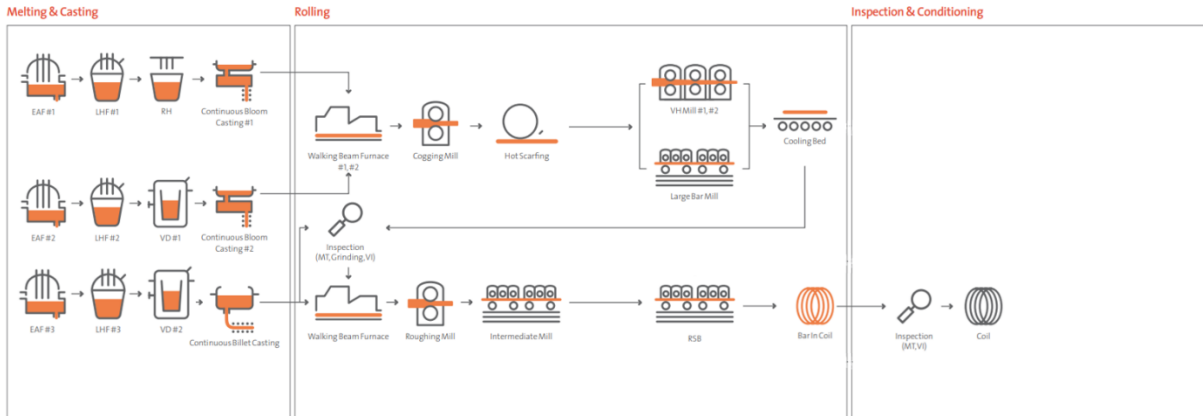 Melting & Casting
Rolling
Inspection & Conditioning
EAF #1
LHF #1
RH
Continuous Bloom
Casting #1
Walking Beam Furnace
#1,#2
Cogging Mill
Hot Scarfing
VH Mill #1,#2
Large Bar Mill
Cooling Bed
EAF #2
LHF #2
VD #1
Continuous Bloom
Casting #2
Inspection
(MT,Grinding,VI)
EAF #3
LHF #3
VD #2
Continuous Billet Casting
Walking Beam Furnace
Roughing Mill
Intermediate Mill
RSB
Bar In Coil
Inspection
(MT,VI)
Coil